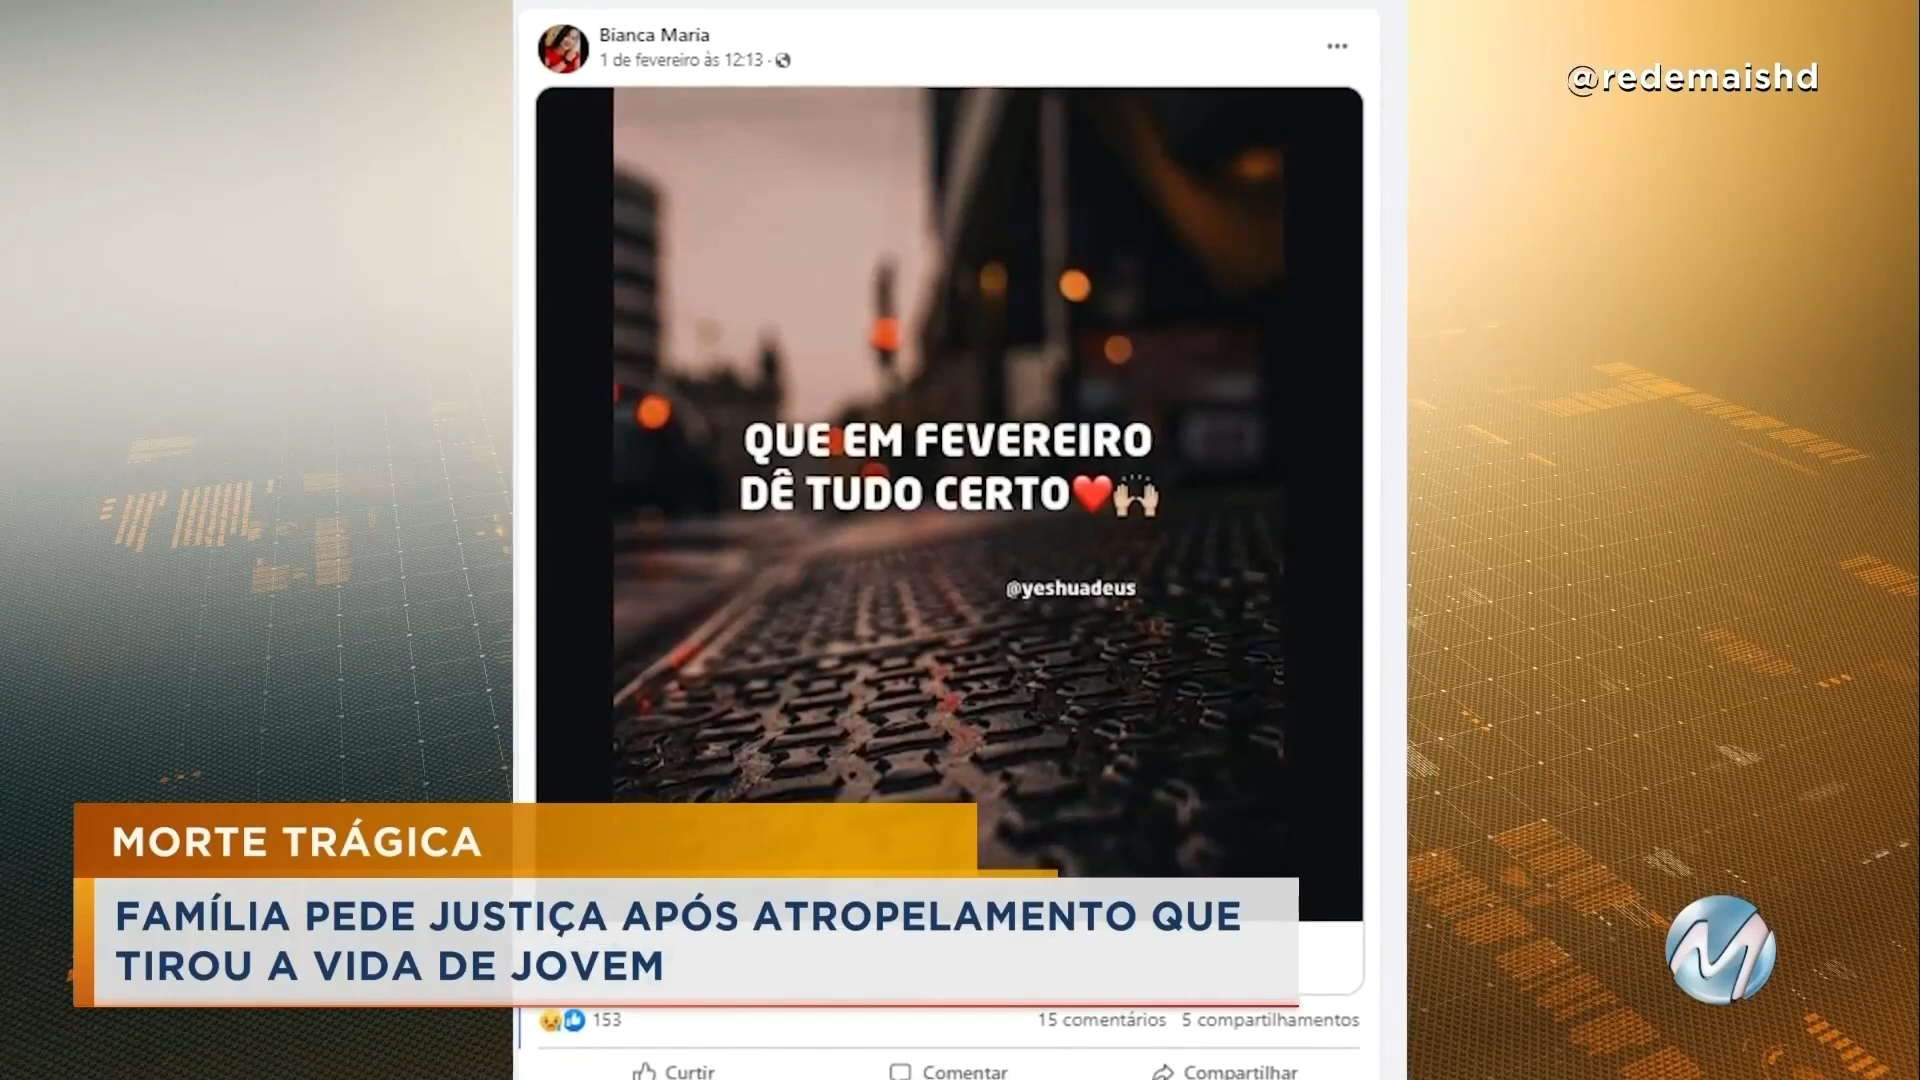 Bianca Maria
1 de fevereiro às 12:13 ·
@redemaishd
QUE EM FEVEREIRO
DÊ TUDO CERTO❤️🙌🏼
@yeshuadeus
MORTE TRÁGICA
FAMÍLIA PEDE JUSTIÇA APÓS ATROPELAMENTO QUE
TIROU A VIDA DE JOVEM
M
153
15 comentários 5 compartilhamentos
Curtir
Comentar
Compartilhar